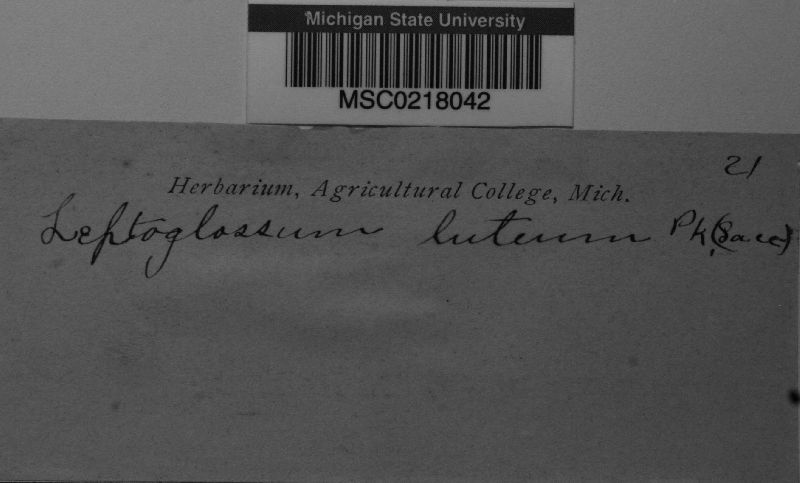 Michigan State University
MSC0218042
21
Herbarium, Agricultural College, Mich.
Leptoglossum luteum Pk.(Sacc)